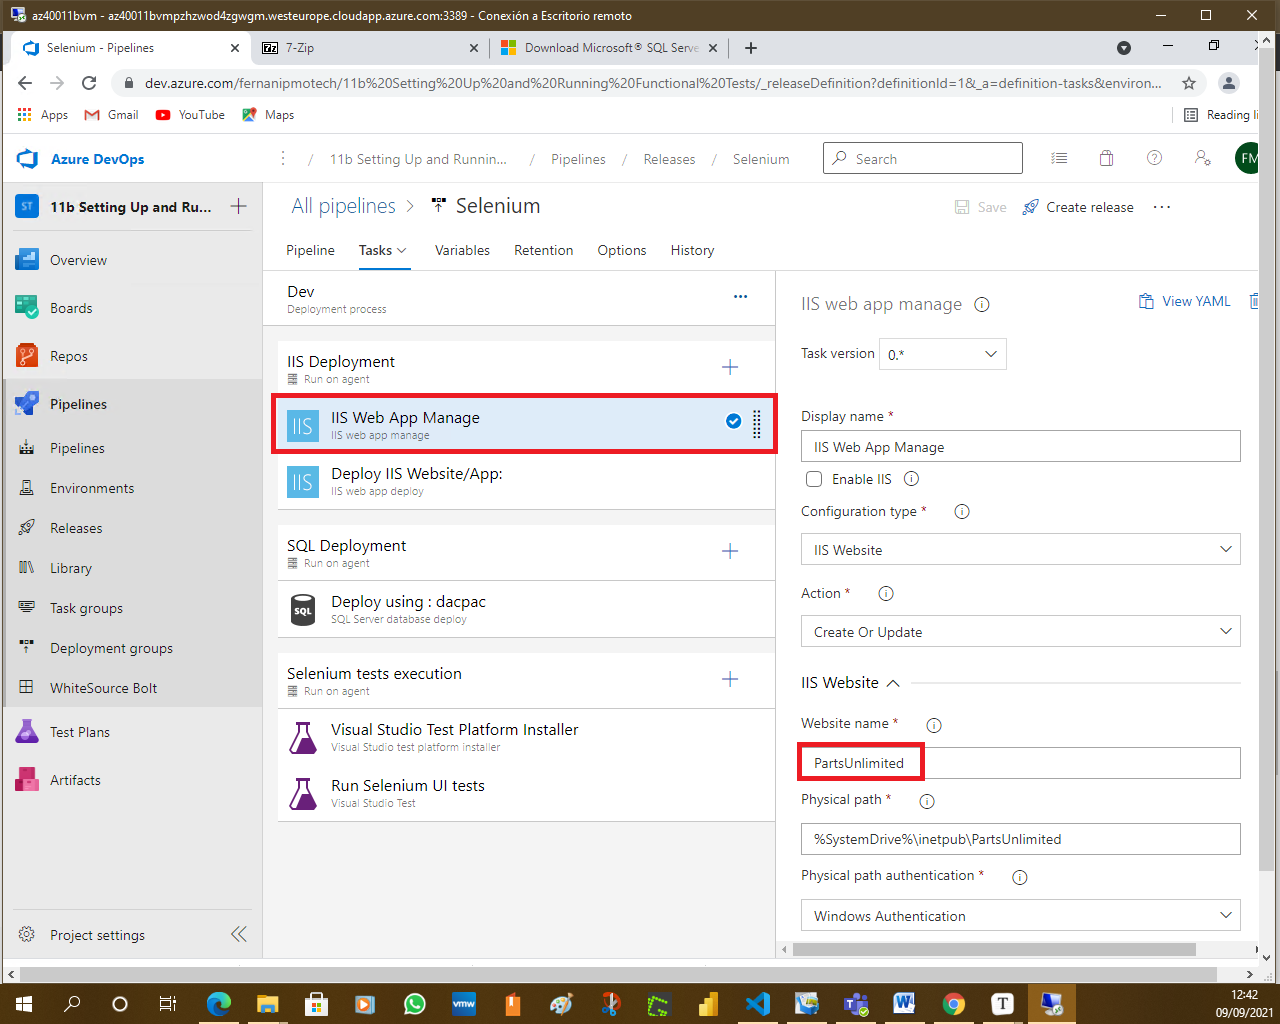 az40011bvm - az40011bvmpzhzwod4zgwgm.westeurope.cloudapp.azure.com:3389 - Conexión a Escritorio remoto
Selenium - Pipelines
7-Zip
Download Microsoft® SQL Serve
dev.azure.com/fernanipmotech/11b%20Setting%20Up%20and%20Running%20Functional%20Tests/_releaseDefinition?definitionId=1&_a=definition-tasks&environ...
Apps
Gmail
YouTube
Maps
Reading li
Azure DevOps
/ 11b Setting Up and Runnin... / Pipelines / Releases / Selenium
Search
FM
ST
11b Setting Up and Ru...
All pipelines > Selenium
Save
Create release
Pipeline
Tasks
Variables
Retention
Options
History
Overview
Boards
Repos
Pipelines
Pipelines
Environments
Releases
Library
Task groups
Deployment groups
WhiteSource Bolt
Test Plans
Artifacts
Project settings
Dev
Deployment process
IIS Deployment
Run on agent
IIS
IIS Web App Manage
IIS web app manage
IIS
Deploy IIS Website/App:
IIS web app deploy
SQL Deployment
Run on agent
SQL
Deploy using : dacpac
SQL Server database deploy
Selenium tests execution
Run on agent
Visual Studio Test Platform Installer
Visual Studio test platform installer
Run Selenium UI tests
Visual Studio Test
IIS web app manage
View YAML
Task version
0.*
Display name *
IIS Web App Manage
Enable IIS
Configuration type *
IIS Website
Action *
Create Or Update
IIS Website
Website name *
PartsUnlimited
Physical path *
%SystemDrive%\inetpub\PartsUnlimited
Physical path authentication *
Windows Authentication
vmw
W
T
12:42
09/09/2021